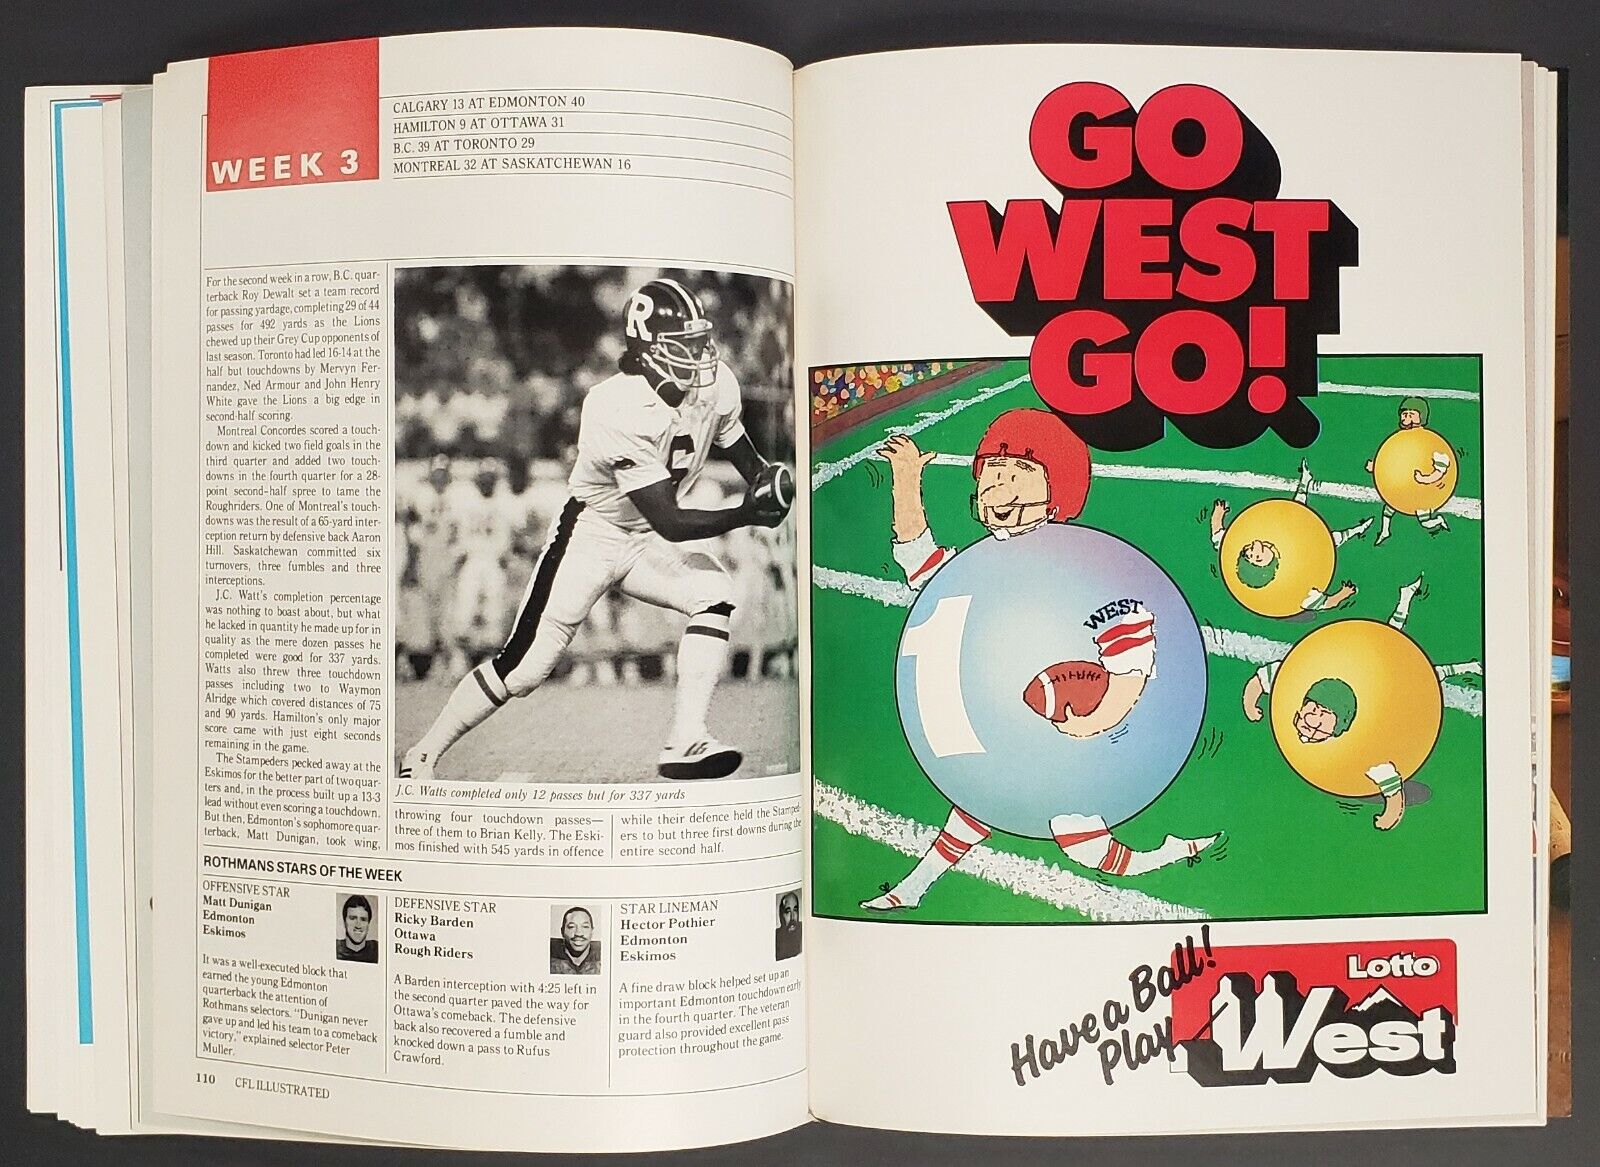 WEEK 3
CALGARY 13 AT EDMONTON 40
HAMILTON 9 AT OTTAWA 31
B.C. 39 AT TORONTO 29
MONTREAL 32 AT SASKATCHEWAN 16
For the second week in a row, B.C. quar-
terback Roy Dewalt set a team record
for passing yardage, completing 29 of 44
passes for 492 yards as the Lions
chewed up their Grey Cup opponents of
last season. Toronto had led 16-14 at the
half but touchdowns by Mervyn Fer-
nandez, Ned Armour and John Henry
White gave the Lions a big edge in
second-half scoring.
Montreal Concordes scored a touch-
down and kicked two field goals in the
third quarter and added two touch-
downs in the fourth quarter for a 28-
point second-half spree to tame the
Roughriders. One of Montreal's touch-
downs was the result of a 65-yard inter-
ception return by defensive back Aaron
Hill. Saskatchewan committed six
turnovers, three fumbles and three
interceptions.
J.C. Watt's completion percentage
was nothing to boast about, but what
he lacked in quantity he made up for in
quality as the mere dozen passes he
completed were good for 337 yards.
Watts also threw three touchdown
passes including two to Waymon
Alridge which covered distances of 75
and 90 yards. Hamilton's only major
score came with just eight seconds
remaining in the game.
The Stampeders pecked away at the
Eskimos for the better part of two quar-
ters and, in the process built up a 13-3
lead without even scoring a touchdown.
But then, Edmonton's sophomore quar-
terback, Matt Dunigan, took wing,
R
6
J.C. Watts completed only 12 passes but for 337 yards
throwing four touchdown passes—
three of them to Brian Kelly. The Eski-
mos finished with 545 yards in offence
while their defence held the Stamped-
ers to but three first downs during the
entire second half.
ROTHMANS STARS OF THE WEEK
OFFENSIVE STAR
Matt Dunigan
Edmonton
Eskimos
It was a well-executed block that
earned the young Edmonton
quarterback the attention of
Rothmans selectors. "Dunigan never
gave up and led his team to a comeback
victory," explained selector Peter
Muller.
DEFENSIVE STAR
Ricky Barden
Ottawa
Rough Riders
A Barden interception with 4:25 left in
the second quarter paved the way for
Ottawa's comeback. The defensive
back also recovered a fumble and
knocked down a pass to Rufus
Crawford.
STAR LINEMAN
Hector Pothier
Edmonton
Eskimos
A fine draw block helped set up an
important Edmonton touchdown early
in the fourth quarter. The veteran
guard also provided excellent pass
protection throughout the game.
110 CFL ILLUSTRATED
GO
WEST
GO!
1
WEST
Have a Ball!
Play
Lotto
West